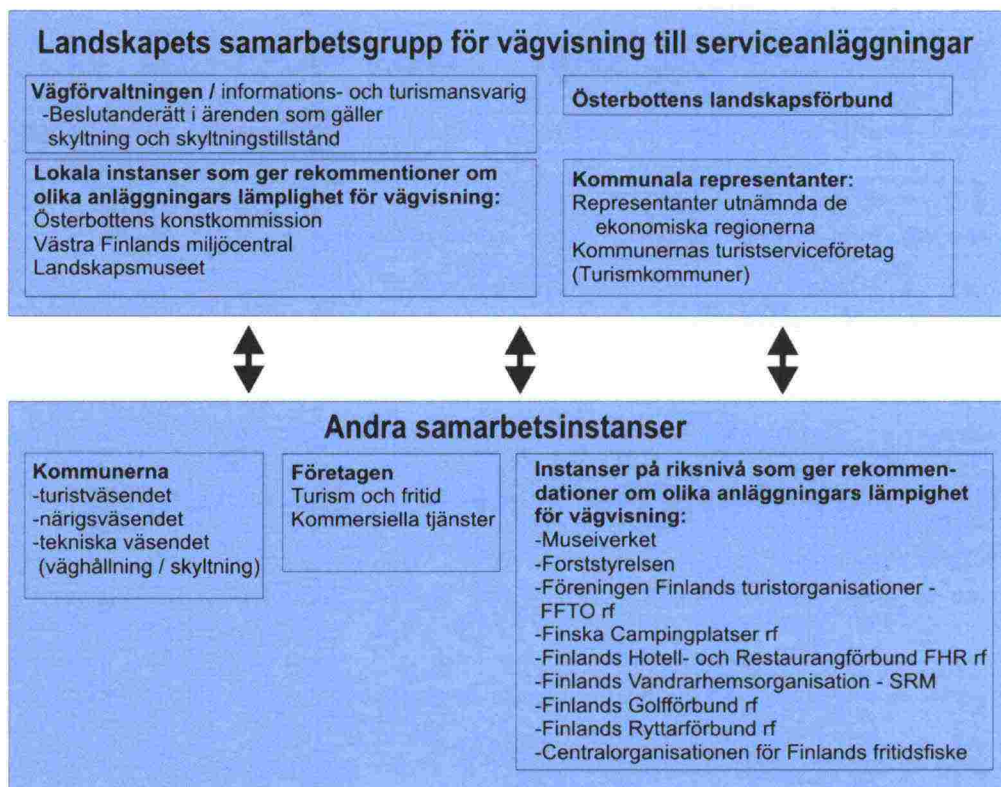 Landskapets samarbetsgrupp för vägvisning till serviceanläggningar
Vägförvaltningen / informations- och turismansvarig
-Beslutanderätt i ärenden som gäller
skyltning och skyltningstillstånd
Österbottens landskapsförbund
Lokala instanser som ger rekommentioner om
olika anläggningars lämplighet för vägvisning:
Österbottens konstkommission
Västra Finlands miljöcentral
Landskapsmuseet
Kommunala representanter:
Representanter utnämnda de
ekonomiska regionerna
Kommunernas turistserviceföretag
(Turismkommuner)
Andra samarbetsinstanser
Kommunerna
-turistväsendet
-närigsväsendet
-tekniska väsendet
(väghållning / skyltning)
Företagen
Turism och fritid
Kommersiella tjänster
Instanser på riksnivå som ger rekommen-
dationer om olika anläggningars lämpighet
för vägvisning:
-Museiverket
-Forststyrelsen
-Föreningen Finlands turistorganisationer -
FFTO rf
-Finska Campingplatser rf
-Finlands Hotell- och Restaurangförbund FHR rf
-Finlands Vandrarhemsorganisation - SRM
-Finlands Golfförbund rf
-Finlands Ryttarförbund rf
-Centralorganisationen för Finlands fritidsfiske